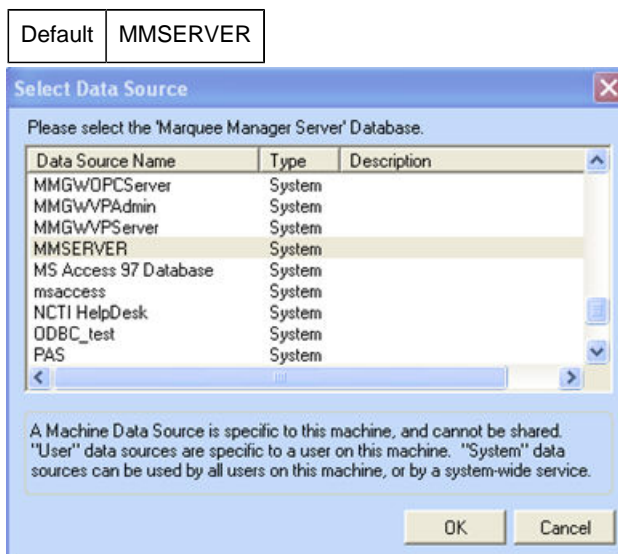 Default MMSERVER
Select Data Source
Please select the 'Marquee Manager Server' Database.
Data Source Name Type Description
MMGWOPCServer System
MMGWVPAdmin System
MMGWVPServer System
MMSERVER System
MS Access 97 Database System
msaccess System
NCTI HelpDesk System
ODBC_test System
PAS System
A Machine Data Source is specific to this machine, and cannot be shared.
"User" data sources are specific to a user on this machine. "System" data
sources can be used by all users on this machine, or by a system-wide service.
OK Cancel